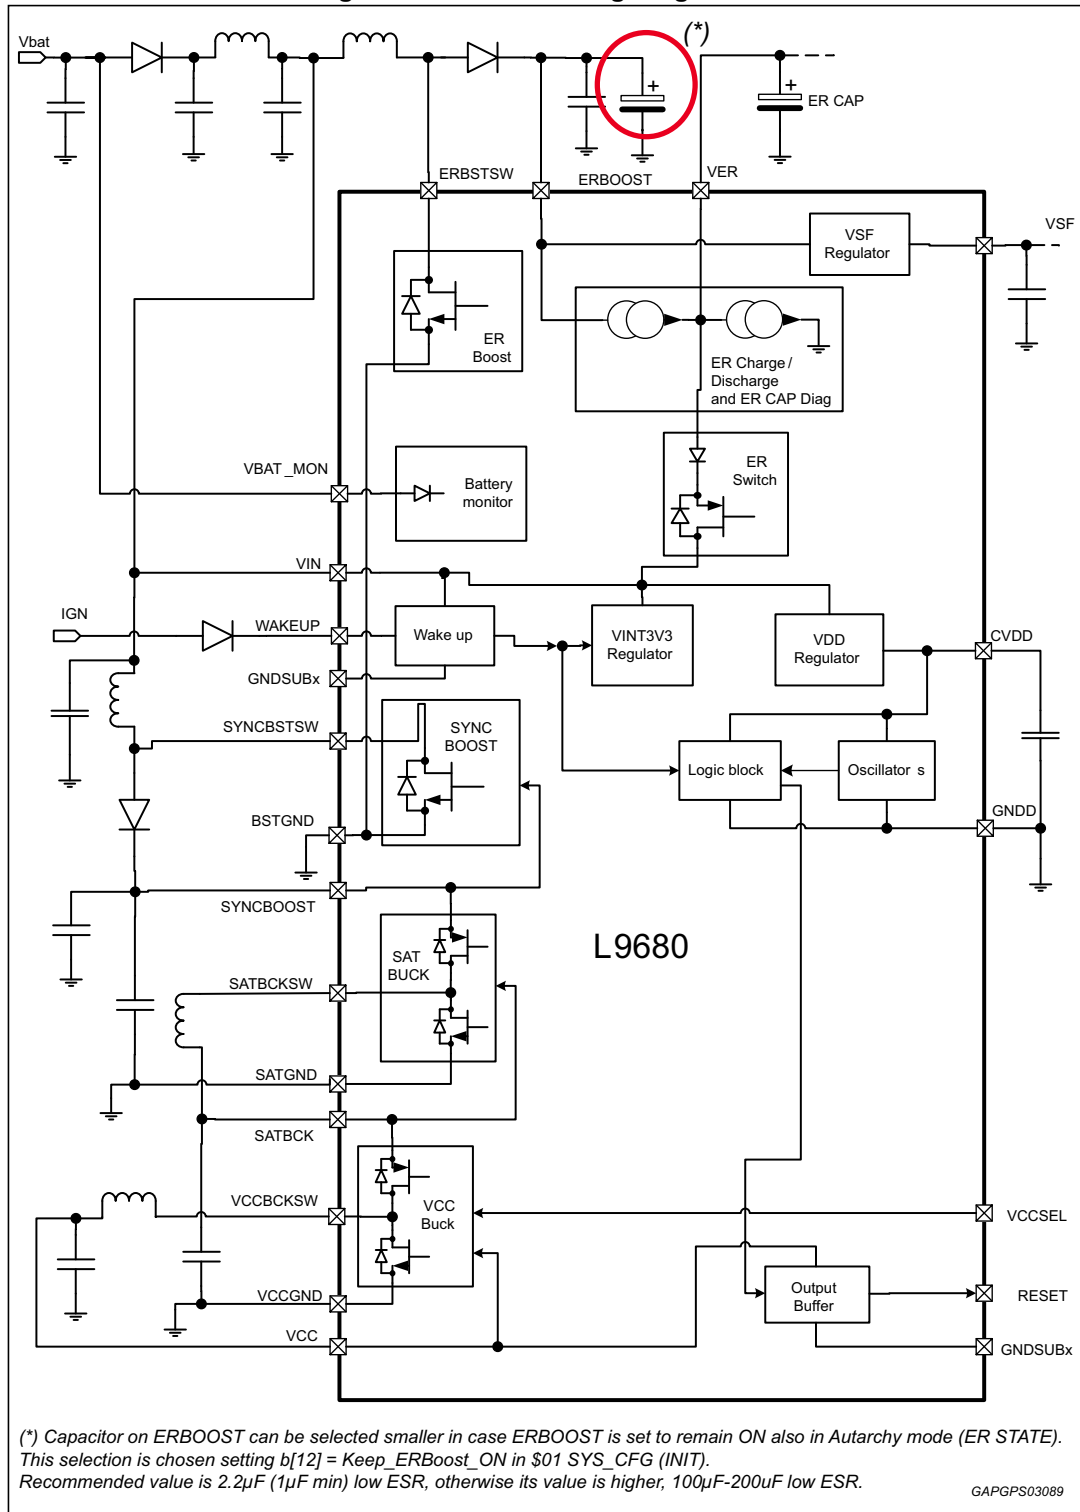 Vbat
(*)
+
+
ER CAP
ERBSTSW
ERBOOST
VER
VSF
Regulator
VSF
ER
Boost
ER Charge /
Discharge
and ER CAP Diag
VBAT _MON
Battery
monitor
ER
Switch
VIN
IGN
WAKEUP
Wake up
VINT3V3
Regulator
VDD
Regulator
CVDD
GNDSUBx
SYNCBSTSW
SYNC
BOOST
Logic block
Oscillator s
BSTGND
GNDD
SYNCBOOST
L9680
SAT
BUCK
SATBCKSW
SATGND
SATBCK
VCCBCKSW
VCC
Buck
VCCSEL
VCCGND
Output
Buffer
RESET
VCC
GNDSUBx
(*) Capacitor on ERBOOST can be selected smaller in case ERBOOST is set to remain ON also in Autarchy mode (ER STATE).
This selection is chosen setting b[12] = Keep_ERBoost_ON in $01 SYS_CFG (INIT).
Recommended value is 2.2µF (1µF min) low ESR, otherwise its value is higher, 100µF-200uF low ESR.
GAPGPS03089